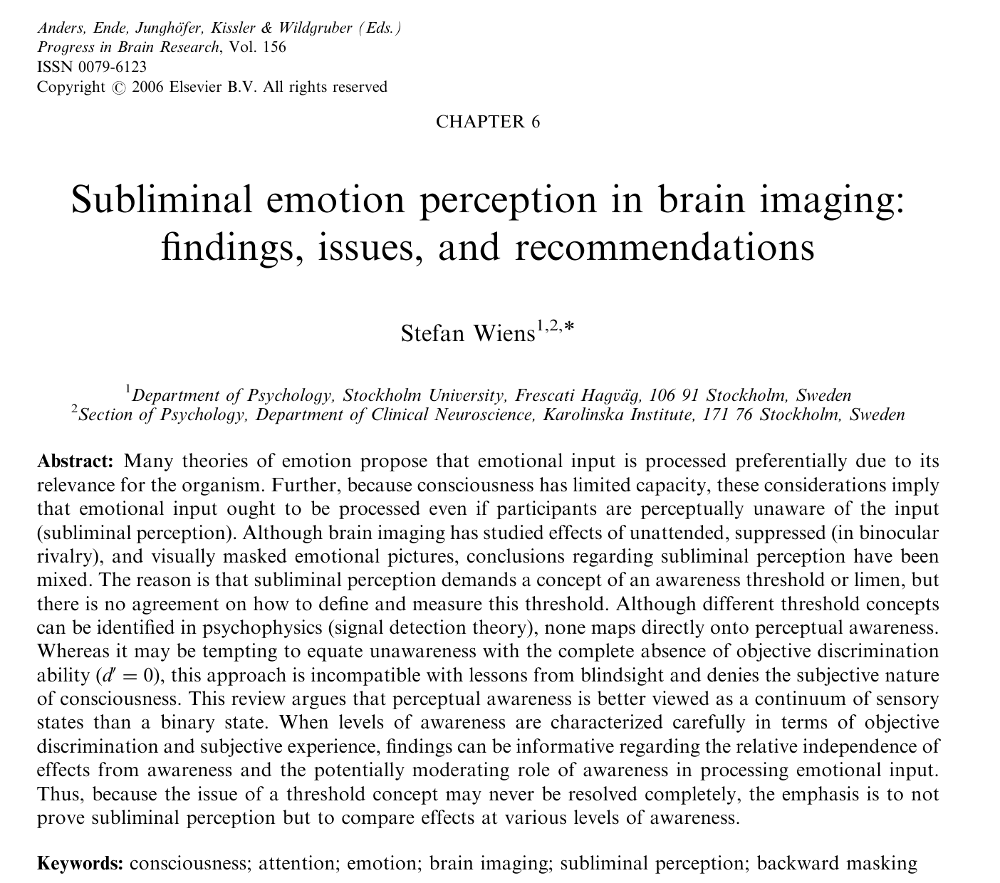 Anders, Ende, Junghöfer, Kissler & Wildgruber (Eds.)
Progress in Brain Research, Vol. 156
ISSN 0079-6123
Copyright © 2006 Elsevier B.V. All rights reserved
CHAPTER 6
Subliminal emotion perception in brain imaging:
findings, issues, and recommendations
Stefan Wiens1,2,*
1Department of Psychology, Stockholm University, Frescati Hagväg, 106 91 Stockholm, Sweden
2Section of Psychology, Department of Clinical Neuroscience, Karolinska Institute, 171 76 Stockholm, Sweden
Abstract: Many theories of emotion propose that emotional input is processed preferentially due to its
relevance for the organism. Further, because consciousness has limited capacity, these considerations imply
that emotional input ought to be processed even if participants are perceptually unaware of the input
(subliminal perception). Although brain imaging has studied effects of unattended, suppressed (in binocular
rivalry), and visually masked emotional pictures, conclusions regarding subliminal perception have been
mixed. The reason is that subliminal perception demands a concept of an awareness threshold or limen, but
there is no agreement on how to define and measure this threshold. Although different threshold concepts
can be identified in psychophysics (signal detection theory), none maps directly onto perceptual awareness.
Whereas it may be tempting to equate unawareness with the complete absence of objective discrimination
ability (d′ = 0), this approach is incompatible with lessons from blindsight and denies the subjective nature
of consciousness. This review argues that perceptual awareness is better viewed as a continuum of sensory
states than a binary state. When levels of awareness are characterized carefully in terms of objective
discrimination and subjective experience, findings can be informative regarding the relative independence of
effects from awareness and the potentially moderating role of awareness in processing emotional input.
Thus, because the issue of a threshold concept may never be resolved completely, the emphasis is to not
prove subliminal perception but to compare effects at various levels of awareness.
Keywords: consciousness; attention; emotion; brain imaging; subliminal perception; backward masking